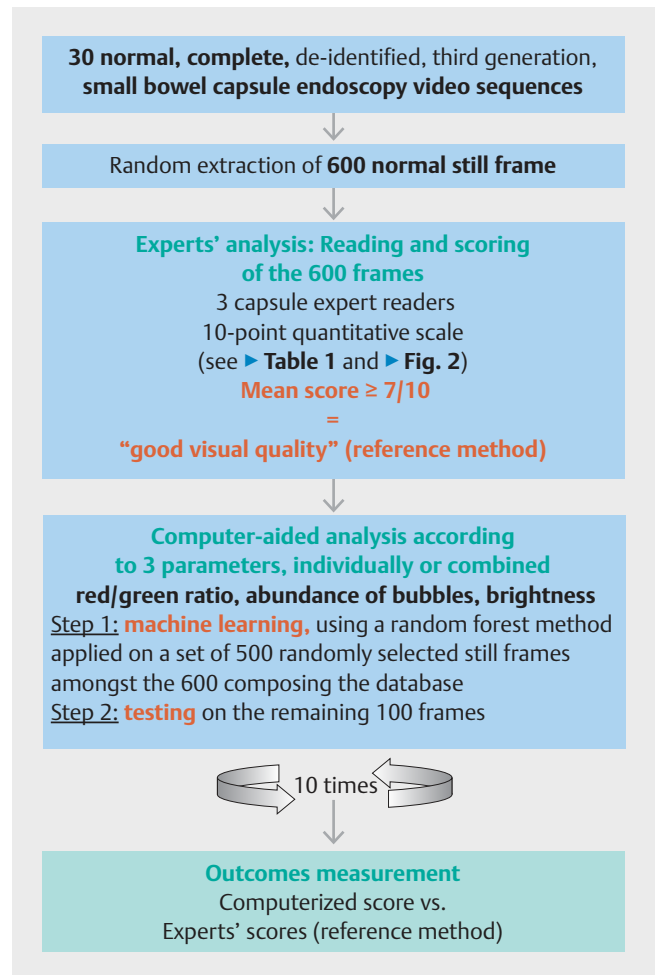 30 normal, complete, de-identified, third generation,
small bowel capsule endoscopy video sequences
Random extraction of 600 normal still frame
Experts’ analysis: Reading and scoring
of the 600 frames
3 capsule expert readers
10-point quantitative scale
(see ► Table 1 and ► Fig. 2)
Mean score ≥ 7/10
=
“good visual quality” (reference method)
Computer-aided analysis according
to 3 parameters, individually or combined
red/green ratio, abundance of bubbles, brightness
Step 1: machine learning, using a random forest method
applied on a set of 500 randomly selected still frames
amongst the 600 composing the database
Step 2: testing on the remaining 100 frames
10 times
Outcomes measurement
Computerized score vs.
Experts’ scores (reference method)